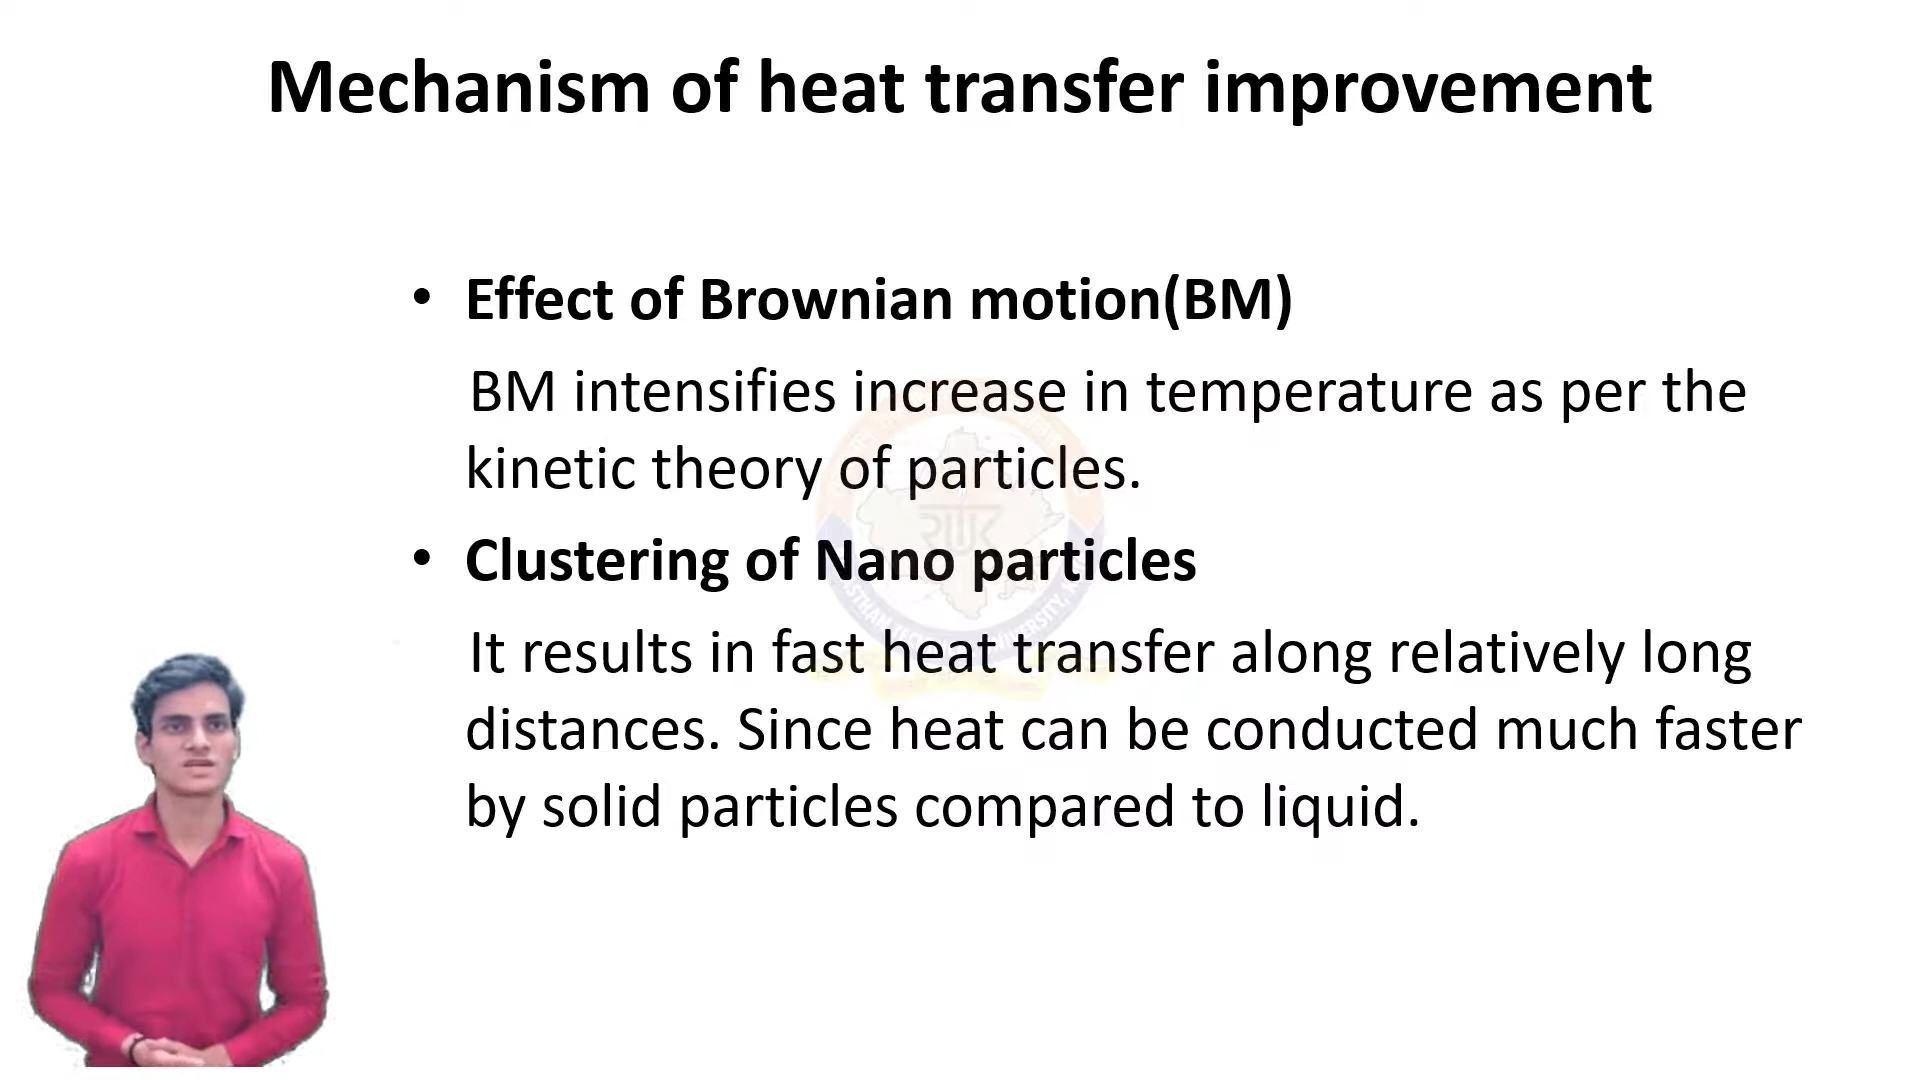 Mechanism of heat transfer improvement
• Effect of Brownian motion(BM)
BM intensifies increase in temperature as per the
kinetic theory of particles.
• Clustering of Nano particles
It results in fast heat transfer along relatively long
distances. Since heat can be conducted much faster
by solid particles compared to liquid.